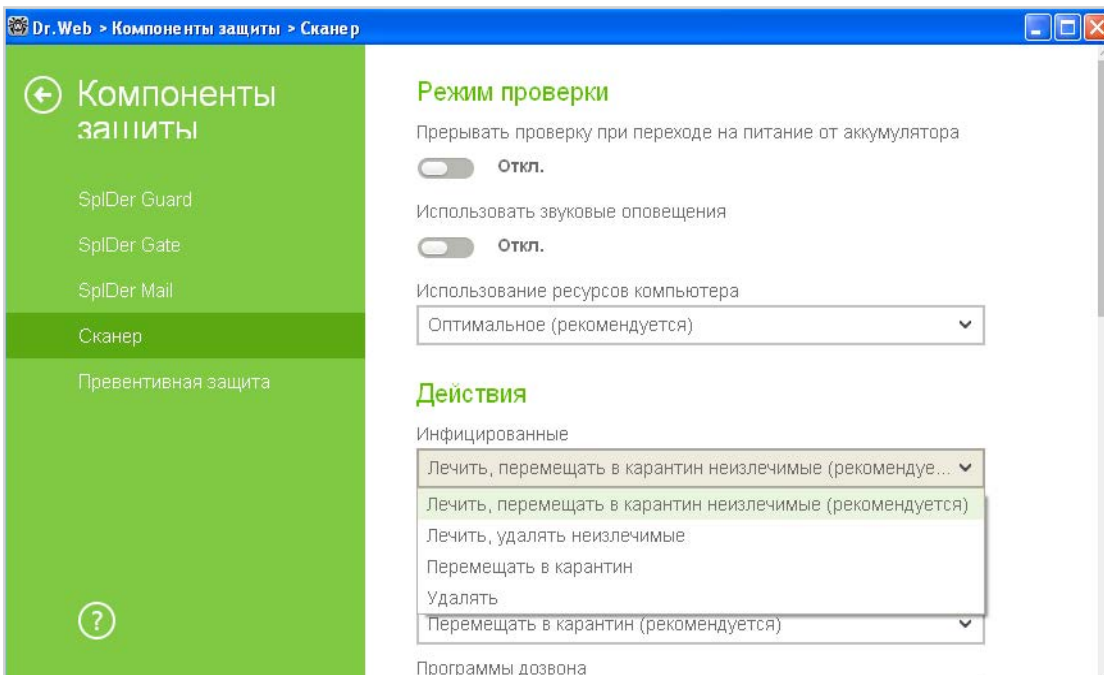 Dr.Web > Компоненты защиты > Сканер
Компоненты
защиты
SpIDer Guard
SpIDer Gate
SpIDer Mail
Сканер
Превентивная защита
?
Режим проверки
Прерывать проверку при переходе на питание от аккумулятора
Откл.
Использовать звуковые оповещения
Откл.
Использование ресурсов компьютера
Оптимальное (рекомендуется)
Действия
Инфицированные
Лечить, перемещать в карантин неизлечимые (рекомендуе...
Лечить, перемещать в карантин неизлечимые (рекомендуется)
Лечить, удалять неизлечимые
Перемещать в карантин
Удалять
Перемещать в карантин (рекомендуется)
Программы дозвона